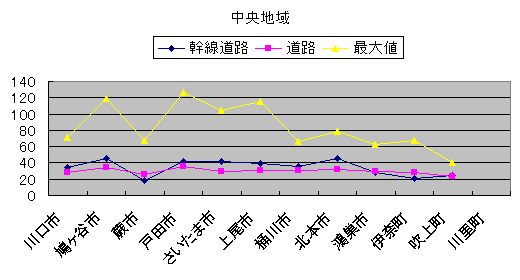 中央地域
幹線道路 道路 最大値
140
120
100
80
60
40
20
0
川口市
鳩ヶ谷市
蕨市
戸田市
さいたま市
上尾市
桶川市
北本市
鴻巣市
伊奈町
吹上町
川里町